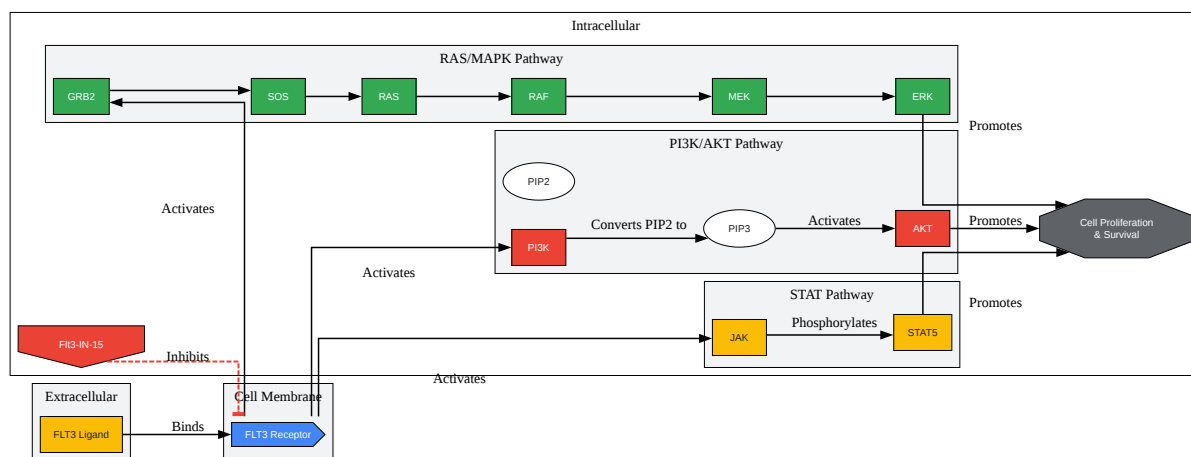 Intracellular
RAS/MAPK Pathway
GRB2
SOS
RAS
RAF
MEK
ERK
Promotes
PI3K/AKT Pathway
PIP2
Activates
Converts PIP2 to
PIP3
Activates
AKT
Promotes
Cell Proliferation
& Survival
PI3K
Activates
STAT Pathway
Promotes
Phosphorylates
JAK
STAT5
Flt3-IN-15
Inhibits
Activates
Extracellular
Cell Membrane
FLT3 Ligand
Binds
FLT3 Receptor